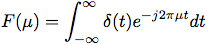 F(μ) = ∫_{-∞}^{∞} δ(t)e^{-j2πμt}dt